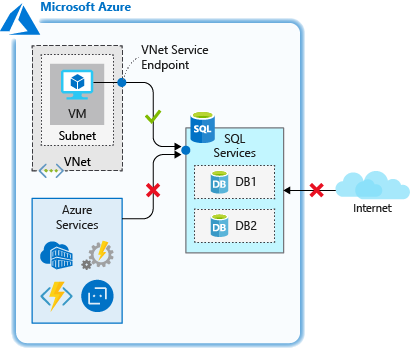 Microsoft Azure
VNet Service
Endpoint
VM
Subnet
VNet
SQL
SQL
Services
DB DB1
DB DB2
Azure
Services
Internet